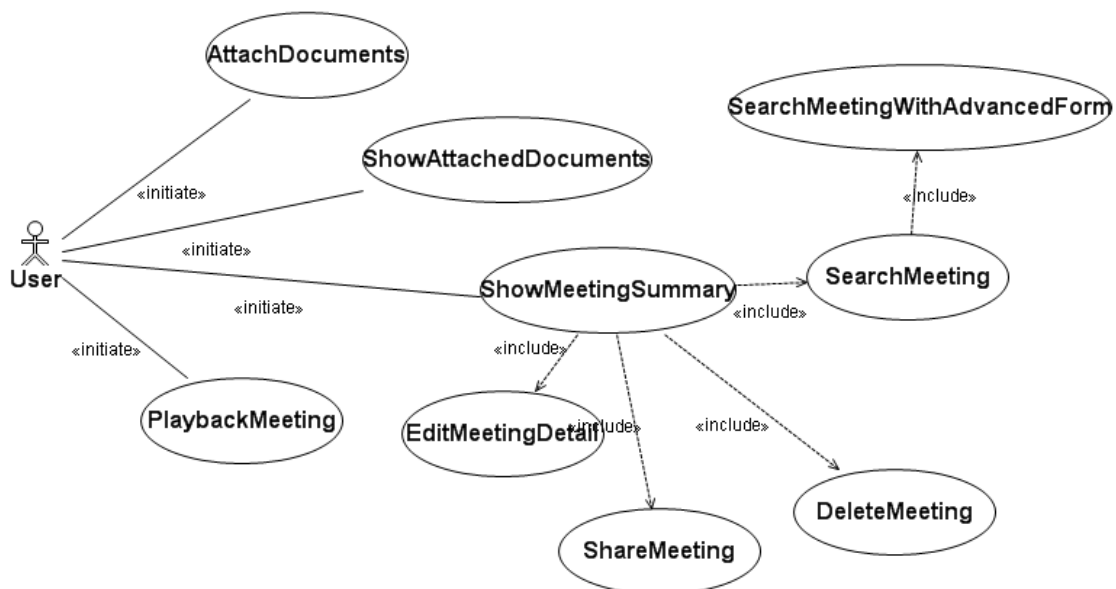 AttachDocuments
SearchMeetingWithAdvancedForm
ShowAttachedDocuments
«initiate»
«include»
«initiate»
User
SearchMeeting
ShowMeetingSummary
«initiate»
«include»
«include»
«initiate»
PlaybackMeeting
EditMeetingDetail
«include»
«include»
DeleteMeeting
ShareMeeting